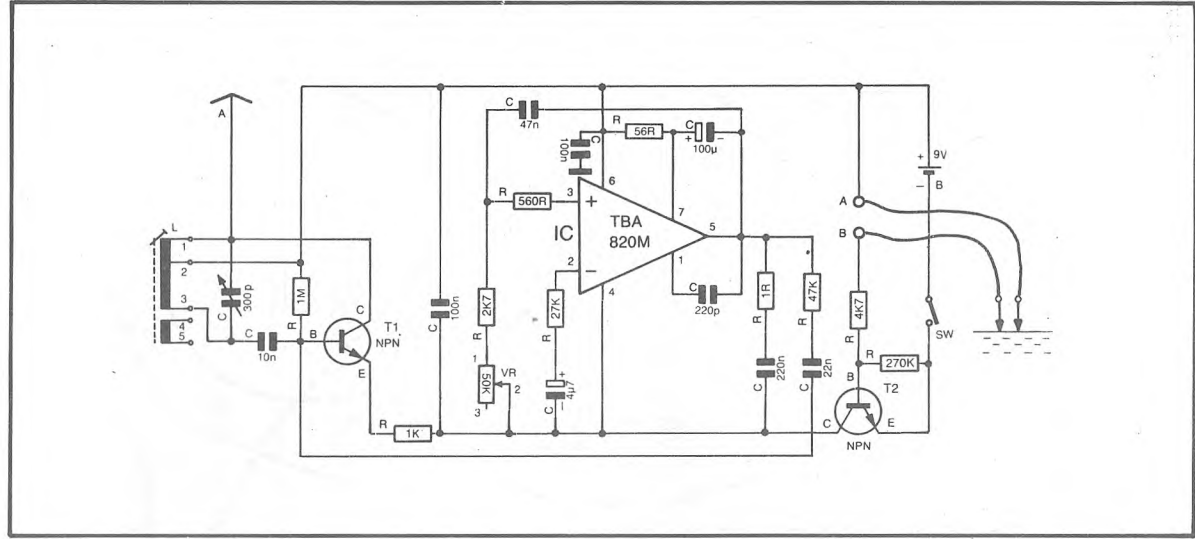 A
L
1
2
3
4
5
C
300p
C
10n
R
1M
B
C
E
T1
NPN
R
1K
C
100n
C
47n
R
560R
R
2K7
1
50K
3
VR
2
R
27K
+
4µ7
C
−
C
100n
R
56R
C
+
−
100µ
6
3
+
TBA
820M
IC
2
−
7
5
1
4
C
220p
1R
R
220n
C
47K
R
22n
C
A
B
4K7
R
R
270K
B
T2
C
E
NPN
+
9V
−
B
SW